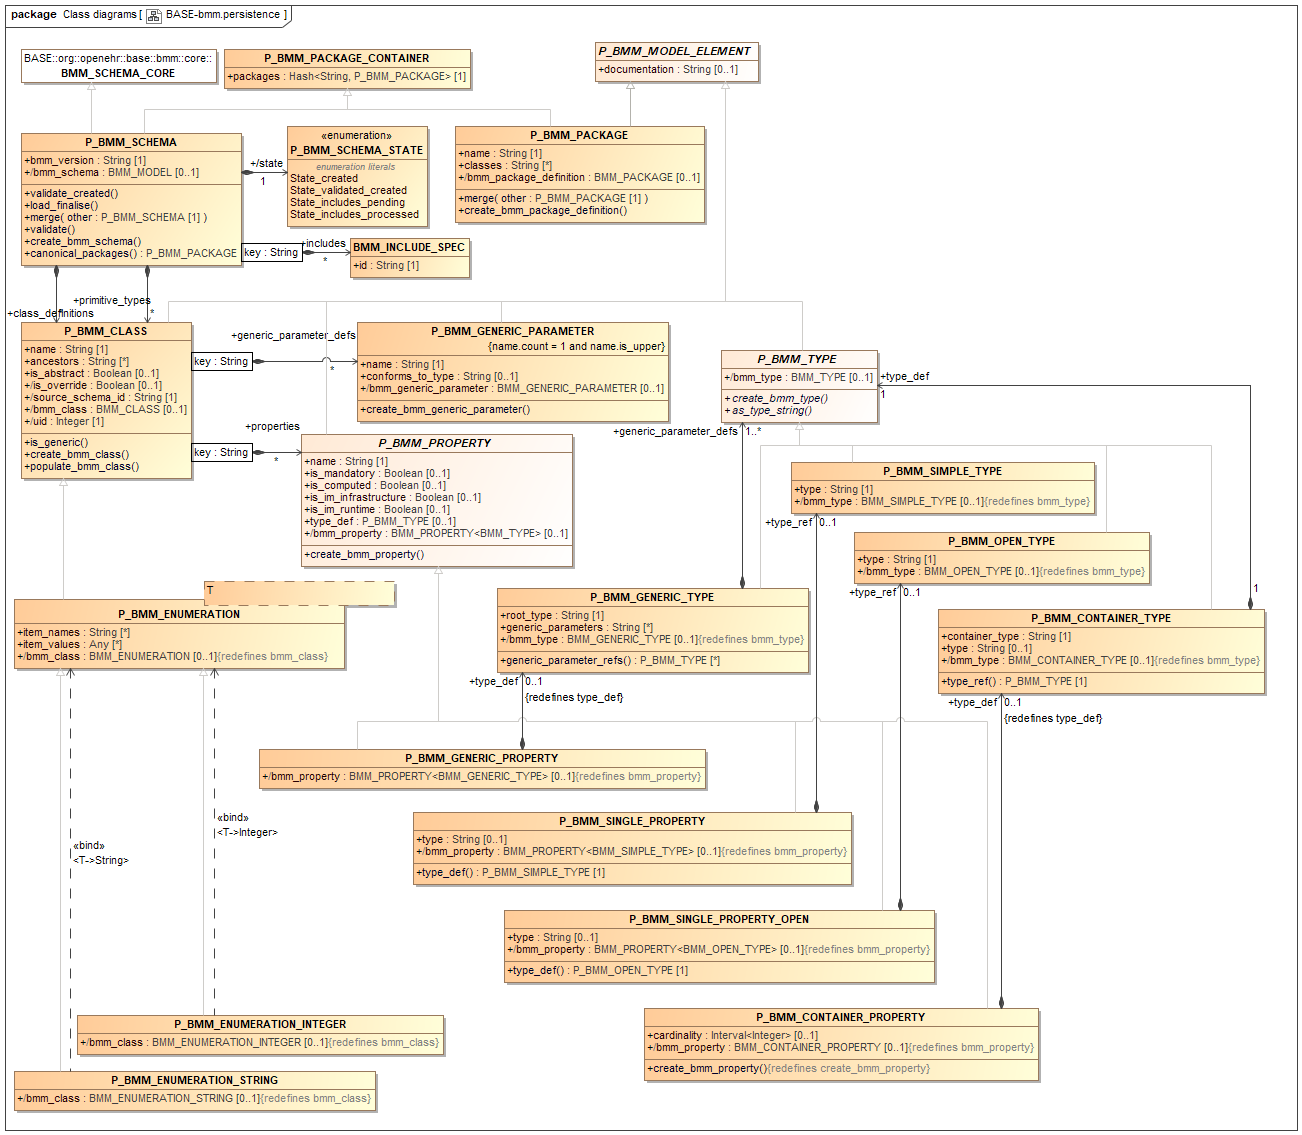 package Class diagrams [ BASE-bmm.persistence ]
BASE::org::openehr::base::bmm::core::
BMM_SCHEMA_CORE
P_BMM_PACKAGE_CONTAINER
+packages : Hash<String, P_BMM_PACKAGE> [1]
P_BMM_MODEL_ELEMENT
+documentation : String [0..1]
P_BMM_SCHEMA
+bmm_version : String [1]
+/bmm_schema : BMM_MODEL [0..1]
+validate_created()
+load_finalise()
+merge( other : P_BMM_SCHEMA [1] )
+validate()
+create_bmm_schema()
+canonical_packages() : P_BMM_PACKAGE
+/state
1
«enumeration»
P_BMM_SCHEMA_STATE
enumeration literals
State_created
State_validated_created
State_includes_pending
State_includes_processed
P_BMM_PACKAGE
+name : String [1]
+classes : String [*]
+/bmm_package_definition : BMM_PACKAGE [0..1]
+merge( other : P_BMM_PACKAGE [1] )
+create_bmm_package_definition()
key : String
+includes
*
BMM_INCLUDE_SPEC
+id : String [1]
+primitive_types
*
+class_definitions
P_BMM_CLASS
+name : String [1]
+ancestors : String [*]
+is_abstract : Boolean [0..1]
+/is_override : Boolean [0..1]
+/source_schema_id : String [1]
+/bmm_class : BMM_CLASS [0..1]
+/uid : Integer [1]
+is_generic()
+create_bmm_class()
+populate_bmm_class()
key : String
+generic_parameter_defs
*
P_BMM_GENERIC_PARAMETER
{name.count = 1 and name.is_upper}
+name : String [1]
+conforms_to_type : String [0..1]
+/bmm_generic_parameter : BMM_GENERIC_PARAMETER [0..1]
+create_bmm_generic_parameter()
key : String
+properties
*
P_BMM_PROPERTY
+name : String [1]
+is_mandatory : Boolean [0..1]
+is_computed : Boolean [0..1]
+is_im_infrastructure : Boolean [0..1]
+is_im_runtime : Boolean [0..1]
+type_def : P_BMM_TYPE [0..1]
+/bmm_property : BMM_PROPERTY<BMM_TYPE> [0..1]
+create_bmm_property()
P_BMM_TYPE
+/bmm_type : BMM_TYPE [0..1]
+create_bmm_type()
+as_type_string()
+type_def
1
+generic_parameter_defs
1..*
P_BMM_SIMPLE_TYPE
+type : String [1]
+/bmm_type : BMM_SIMPLE_TYPE [0..1]{redefines bmm_type}
+type_ref 0..1
P_BMM_OPEN_TYPE
+type : String [1]
+/bmm_type : BMM_OPEN_TYPE [0..1]{redefines bmm_type}
+type_ref 0..1
1
P_BMM_CONTAINER_TYPE
+container_type : String [1]
+type : String [0..1]
+/bmm_type : BMM_CONTAINER_TYPE [0..1]{redefines bmm_type}
+type_ref() : P_BMM_TYPE [1]
+type_def 0..1
{redefines type_def}
P_BMM_GENERIC_TYPE
+root_type : String [1]
+generic_parameters : String [*]
+/bmm_type : BMM_GENERIC_TYPE [0..1]{redefines bmm_type}
+generic_parameter_refs() : P_BMM_TYPE [*]
+type_def 0..1
{redefines type_def}
T
P_BMM_ENUMERATION
+item_names : String [*]
+item_values : Any [*]
+/bmm_class : BMM_ENUMERATION [0..1]{redefines bmm_class}
P_BMM_GENERIC_PROPERTY
+/bmm_property : BMM_PROPERTY<BMM_GENERIC_TYPE> [0..1]{redefines bmm_property}
«bind»
<T->Integer>
«bind»
<T->String>
P_BMM_SINGLE_PROPERTY
+type : String [0..1]
+/bmm_property : BMM_PROPERTY<BMM_SIMPLE_TYPE> [0..1]{redefines bmm_property}
+type_def() : P_BMM_SIMPLE_TYPE [1]
P_BMM_SINGLE_PROPERTY_OPEN
+type : String [0..1]
+/bmm_property : BMM_PROPERTY<BMM_OPEN_TYPE> [0..1]{redefines bmm_property}
+type_def() : P_BMM_OPEN_TYPE [1]
P_BMM_CONTAINER_PROPERTY
+cardinality : Interval<Integer> [0..1]
+/bmm_property : BMM_CONTAINER_PROPERTY [0..1]{redefines bmm_property}
+create_bmm_property(){redefines create_bmm_property}
P_BMM_ENUMERATION_INTEGER
+/bmm_class : BMM_ENUMERATION_INTEGER [0..1]{redefines bmm_class}
P_BMM_ENUMERATION_STRING
+/bmm_class : BMM_ENUMERATION_STRING [0..1]{redefines bmm_class}